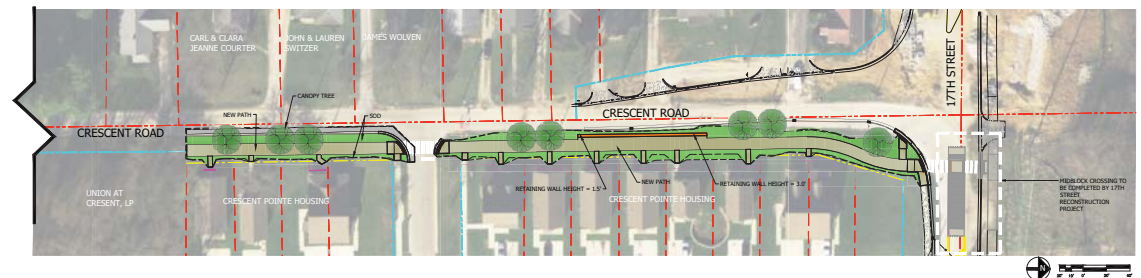 CARL & CLARA
JEANNE COURTER
JOHN & LAUREN
SWITZER
JAMES WOLVEN
17TH STREET
CANOPY TREE
NEW PATH
SOD
CRESCENT ROAD
CRESCENT ROAD
UNION AT
CRESENT, LP
CRESCENT POINTE HOUSING
RETAINING WALL HEIGHT = 1.5'
NEW PATH
RETAINING WALL HEIGHT = 3.0'
CRESCENT POINTE HOUSING
MIDBLOCK CROSSING TO
BE COMPLETED BY 17TH
STREET
RECONSTRUCTION
PROJECT
N